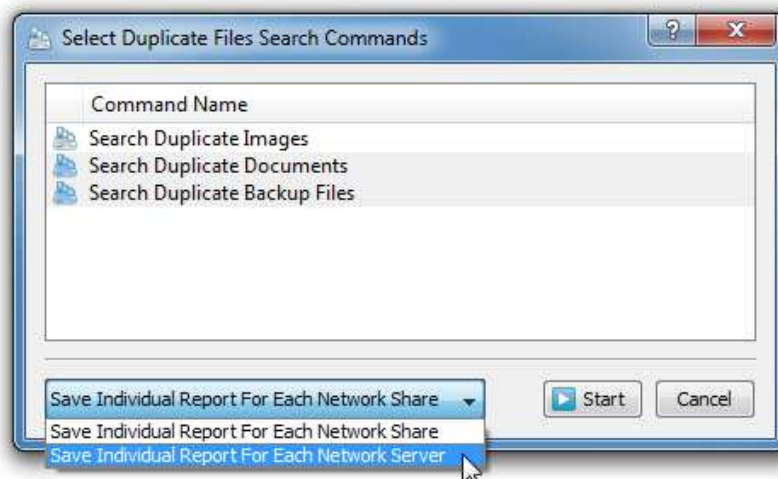 Select Duplicate Files Search Commands
?
X
Command Name
Search Duplicate Images
Search Duplicate Documents
Search Duplicate Backup Files
Save Individual Report For Each Network Share
Start
Cancel
Save Individual Report For Each Network Share
Save Individual Report For Each Network Server